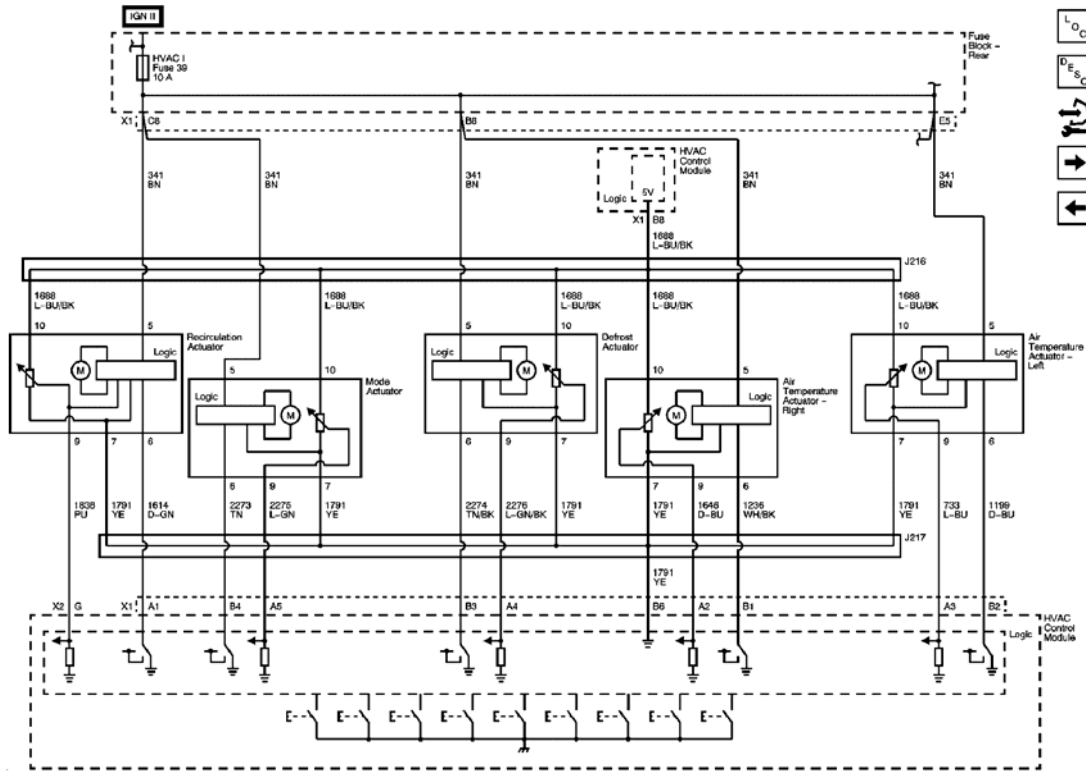 IGN II
HVAC I
Fuse 39
10 A
Fuse
Block –
Rear
X1 C8 B8 E5
341
BN
341
BN
341
BN
HVAC
Control
Module
Logic
5V
X1 B8
1688
L-BU/BK
341
BN
341
BN
J216
1688
L-BU/BK
1688
L-BU/BK
1688
L-BU/BK
1688
L-BU/BK
1688
L-BU/BK
10 5
Recirculation
Actuator
Logic
M
5 10
Mode
Actuator
Logic
M
5 10
Defrost
Actuator
Logic
M
10 5
Air
Temperature
Actuator –
Right
Logic
M
10 5
Air
Temperature
Actuator –
Left
Logic
M
9 7 6
6 9 7
6 9 7
7 9 6
7 9 6
1838
PU
1791
YE
1614
D-GN
2273
TN
2275
L-GN
1791
YE
2274
TN/BK
2276
L-GN/BK
1791
YE
1791
YE
1646
D-BU
1236
WH/BK
1791
YE
733
L-BU
1199
D-BU
J217
1791
YE
X2 G X1 A1 B4 A5 B3 A4 B6 A2 B1 A3 B2
HVAC
Control
Module
Logic
LOC
DESC